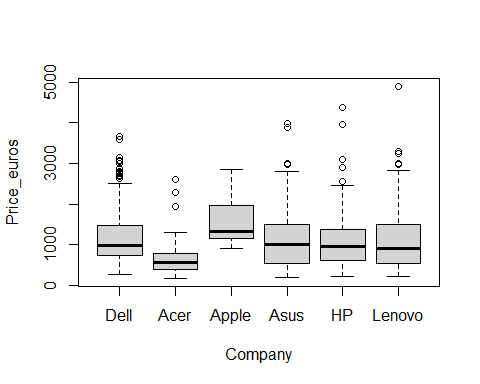 Price_euros
5000
3000
1000
0
Dell Acer Apple Asus HP Lenovo
Company